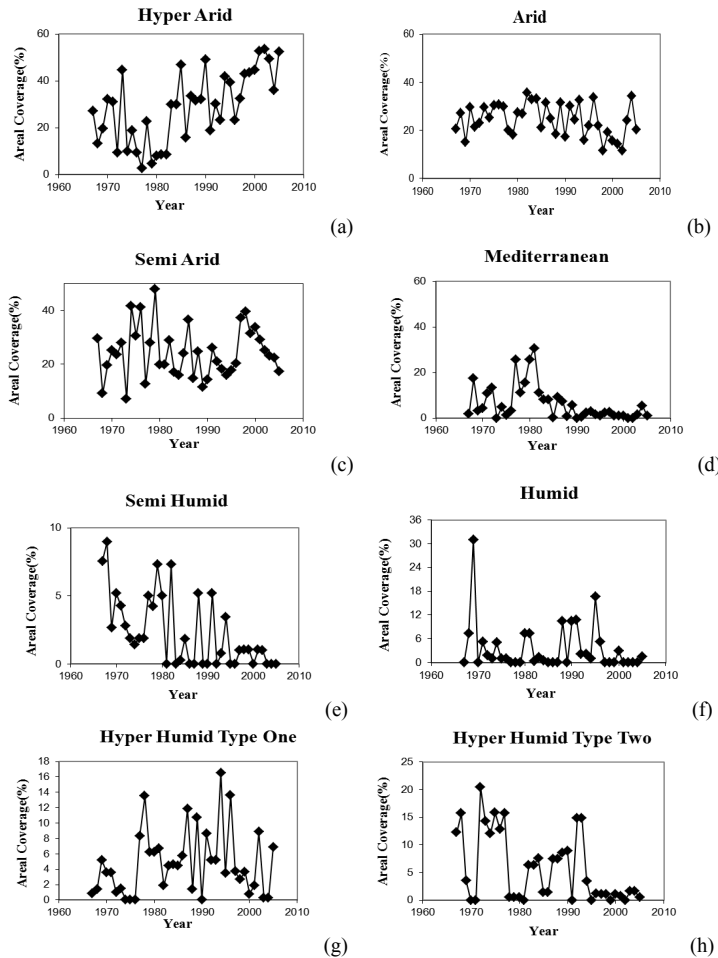 Hyper Arid
Areal Coverage(%)
60
40
20
0
1960 1970 1980 1990 2000 2010
Year
(a)
Arid
Areal Coverage(%)
60
40
20
0
1960 1970 1980 1990 2000 2010
Year
(b)
Semi Arid
Areal Coverage(%)
40
20
0
1960 1970 1980 1990 2000 2010
Year
(c)
Mediterranean
Areal Coverage(%)
60
40
20
0
1960 1970 1980 1990 2000 2010
Year
(d)
Semi Humid
Areal Coverage(%)
10
5
0
1960 1970 1980 1990 2000 2010
Year
(e)
Humid
Areal Coverage(%)
36
30
24
18
12
6
0
1960 1970 1980 1990 2000 2010
Year
(f)
Hyper Humid Type One
Areal Coverage(%)
18
16
14
12
10
8
6
4
2
0
1960 1970 1980 1990 2000 2010
Year
(g)
Hyper Humid Type Two
Areal Coverage(%)
25
20
15
10
5
0
1960 1970 1980 1990 2000 2010
Year
(h)